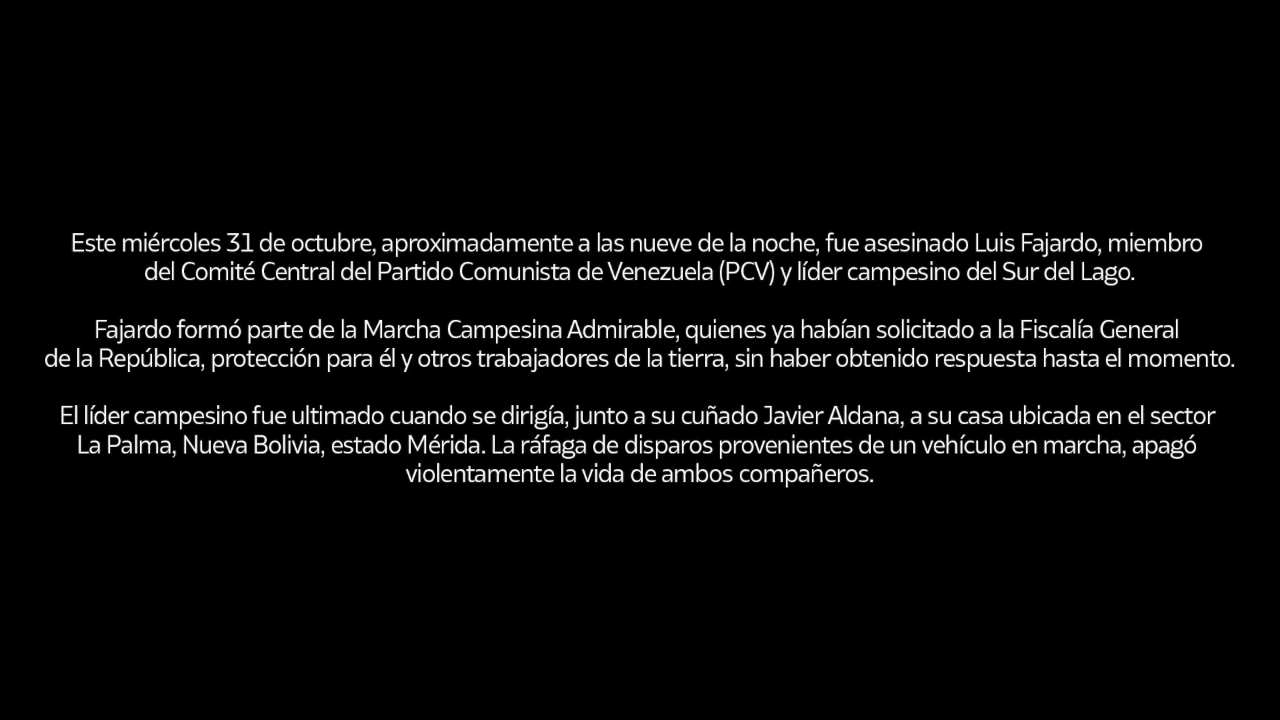 Este miércoles 31 de octubre, aproximadamente a las nueve de la noche, fue asesinado Luis Fajardo, miembro
del Comité Central del Partido Comunista de Venezuela (PCV) y líder campesino del Sur del Lago.
Fajardo formó parte de la Marcha Campesina Admirable, quienes ya habían solicitado a la Fiscalía General
de la República, protección para él y otros trabajadores de la tierra, sin haber obtenido respuesta hasta el momento.
El líder campesino fue ultimado cuando se dirigía, junto a su cuñado Javier Aldana, a su casa ubicada en el sector
La Palma, Nueva Bolivia, estado Mérida. La ráfaga de disparos provenientes de un vehículo en marcha, apagó
violentamente la vida de ambos compañeros.